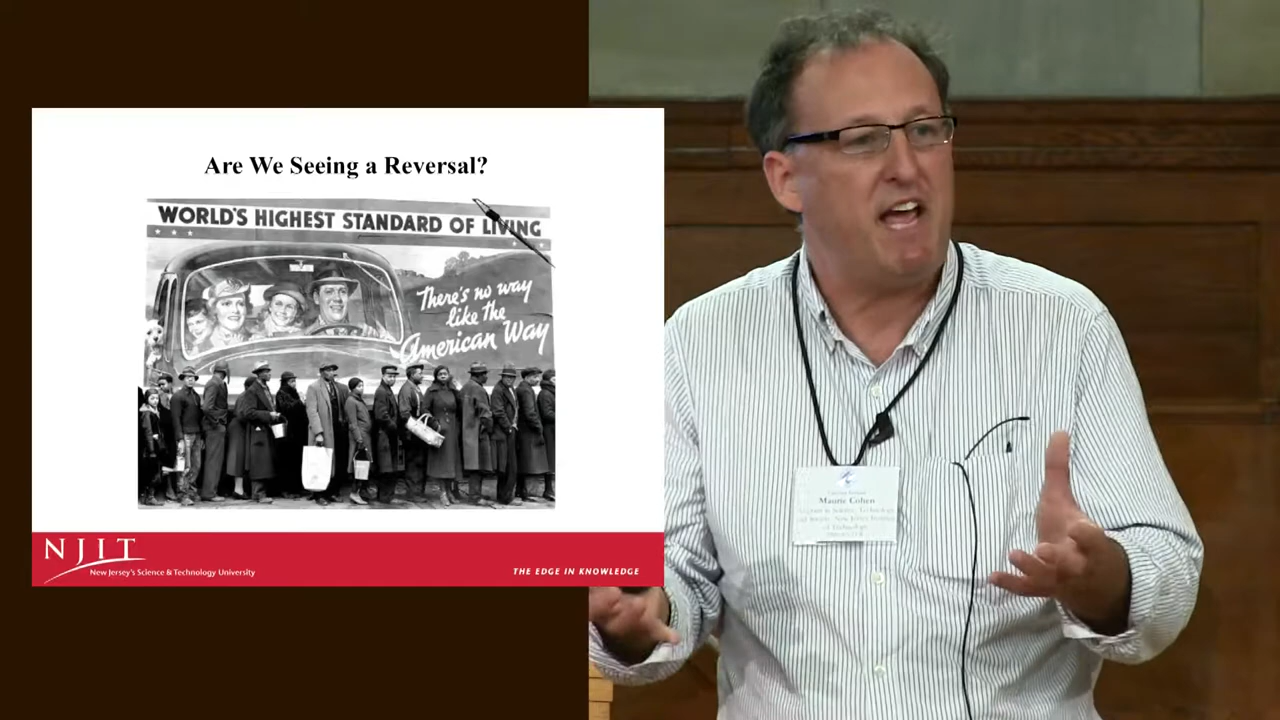 Are We Seeing a Reversal?
WORLD'S HIGHEST STANDARD OF LIVING
There's no way
like the
American Way
NJIT
New Jersey's Science & Technology University
THE EDGE IN KNOWLEDGE
Maurie Cohen